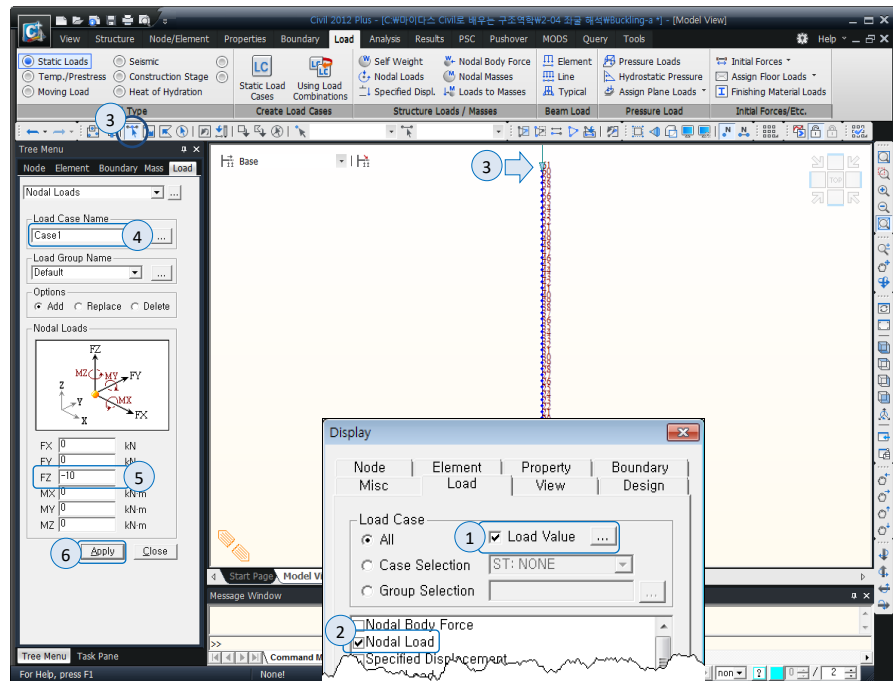 Civil 2012 Plus - [C:₩마이다스 Civil로 배우는 구조역학₩2-04 좌굴 해석₩Buckling-a *] - [Model View]
View Structure Node/Element Properties Boundary Load Analysis Results PSC Pushover MODS Query Tools Help
Static Loads Seismic
Temp./Prestress Construction Stage
Moving Load Heat of Hydration
Type
LC Static Load Cases
Using Load Combinations
Create Load Cases
Self Weight Nodal Body Force
Nodal Loads Nodal Masses
Specified Displ. Loads to Masses
Structure Loads / Masses
Element
Line
Typical
Beam Load
Pressure Loads
Hydrostatic Pressure
Assign Plane Loads
Pressure Load
Initial Forces
Assign Floor Loads
Finishing Material Loads
Initial Forces/Etc.
3
Tree Menu
Node Element Boundary Mass Load
Nodal Loads ...
Load Case Name
Case1 4 ...
Load Group Name
Default ...
Options
Add Replace Delete
Nodal Loads
FZ
MZ MY FY
Z MX
Y FX
X
FX 0 kN
FY 0 kN
FZ -10 5
MX 0 kN·m
MY 0 kN·m
MZ 0 kN·m
6 Apply Close
Tree Menu Task Pane
For Help, press F1
Base
3
51
TOP
Start Page Model Vi
Message Window
>>
Command M
None!
non
? 0 / 2
Display
Node Element Property Boundary
Misc Load View Design
Load Case
All 1 Load Value ...
Case Selection ST: NONE
Group Selection ...
Nodal Body Force
2 Nodal Load
Specified Displacement